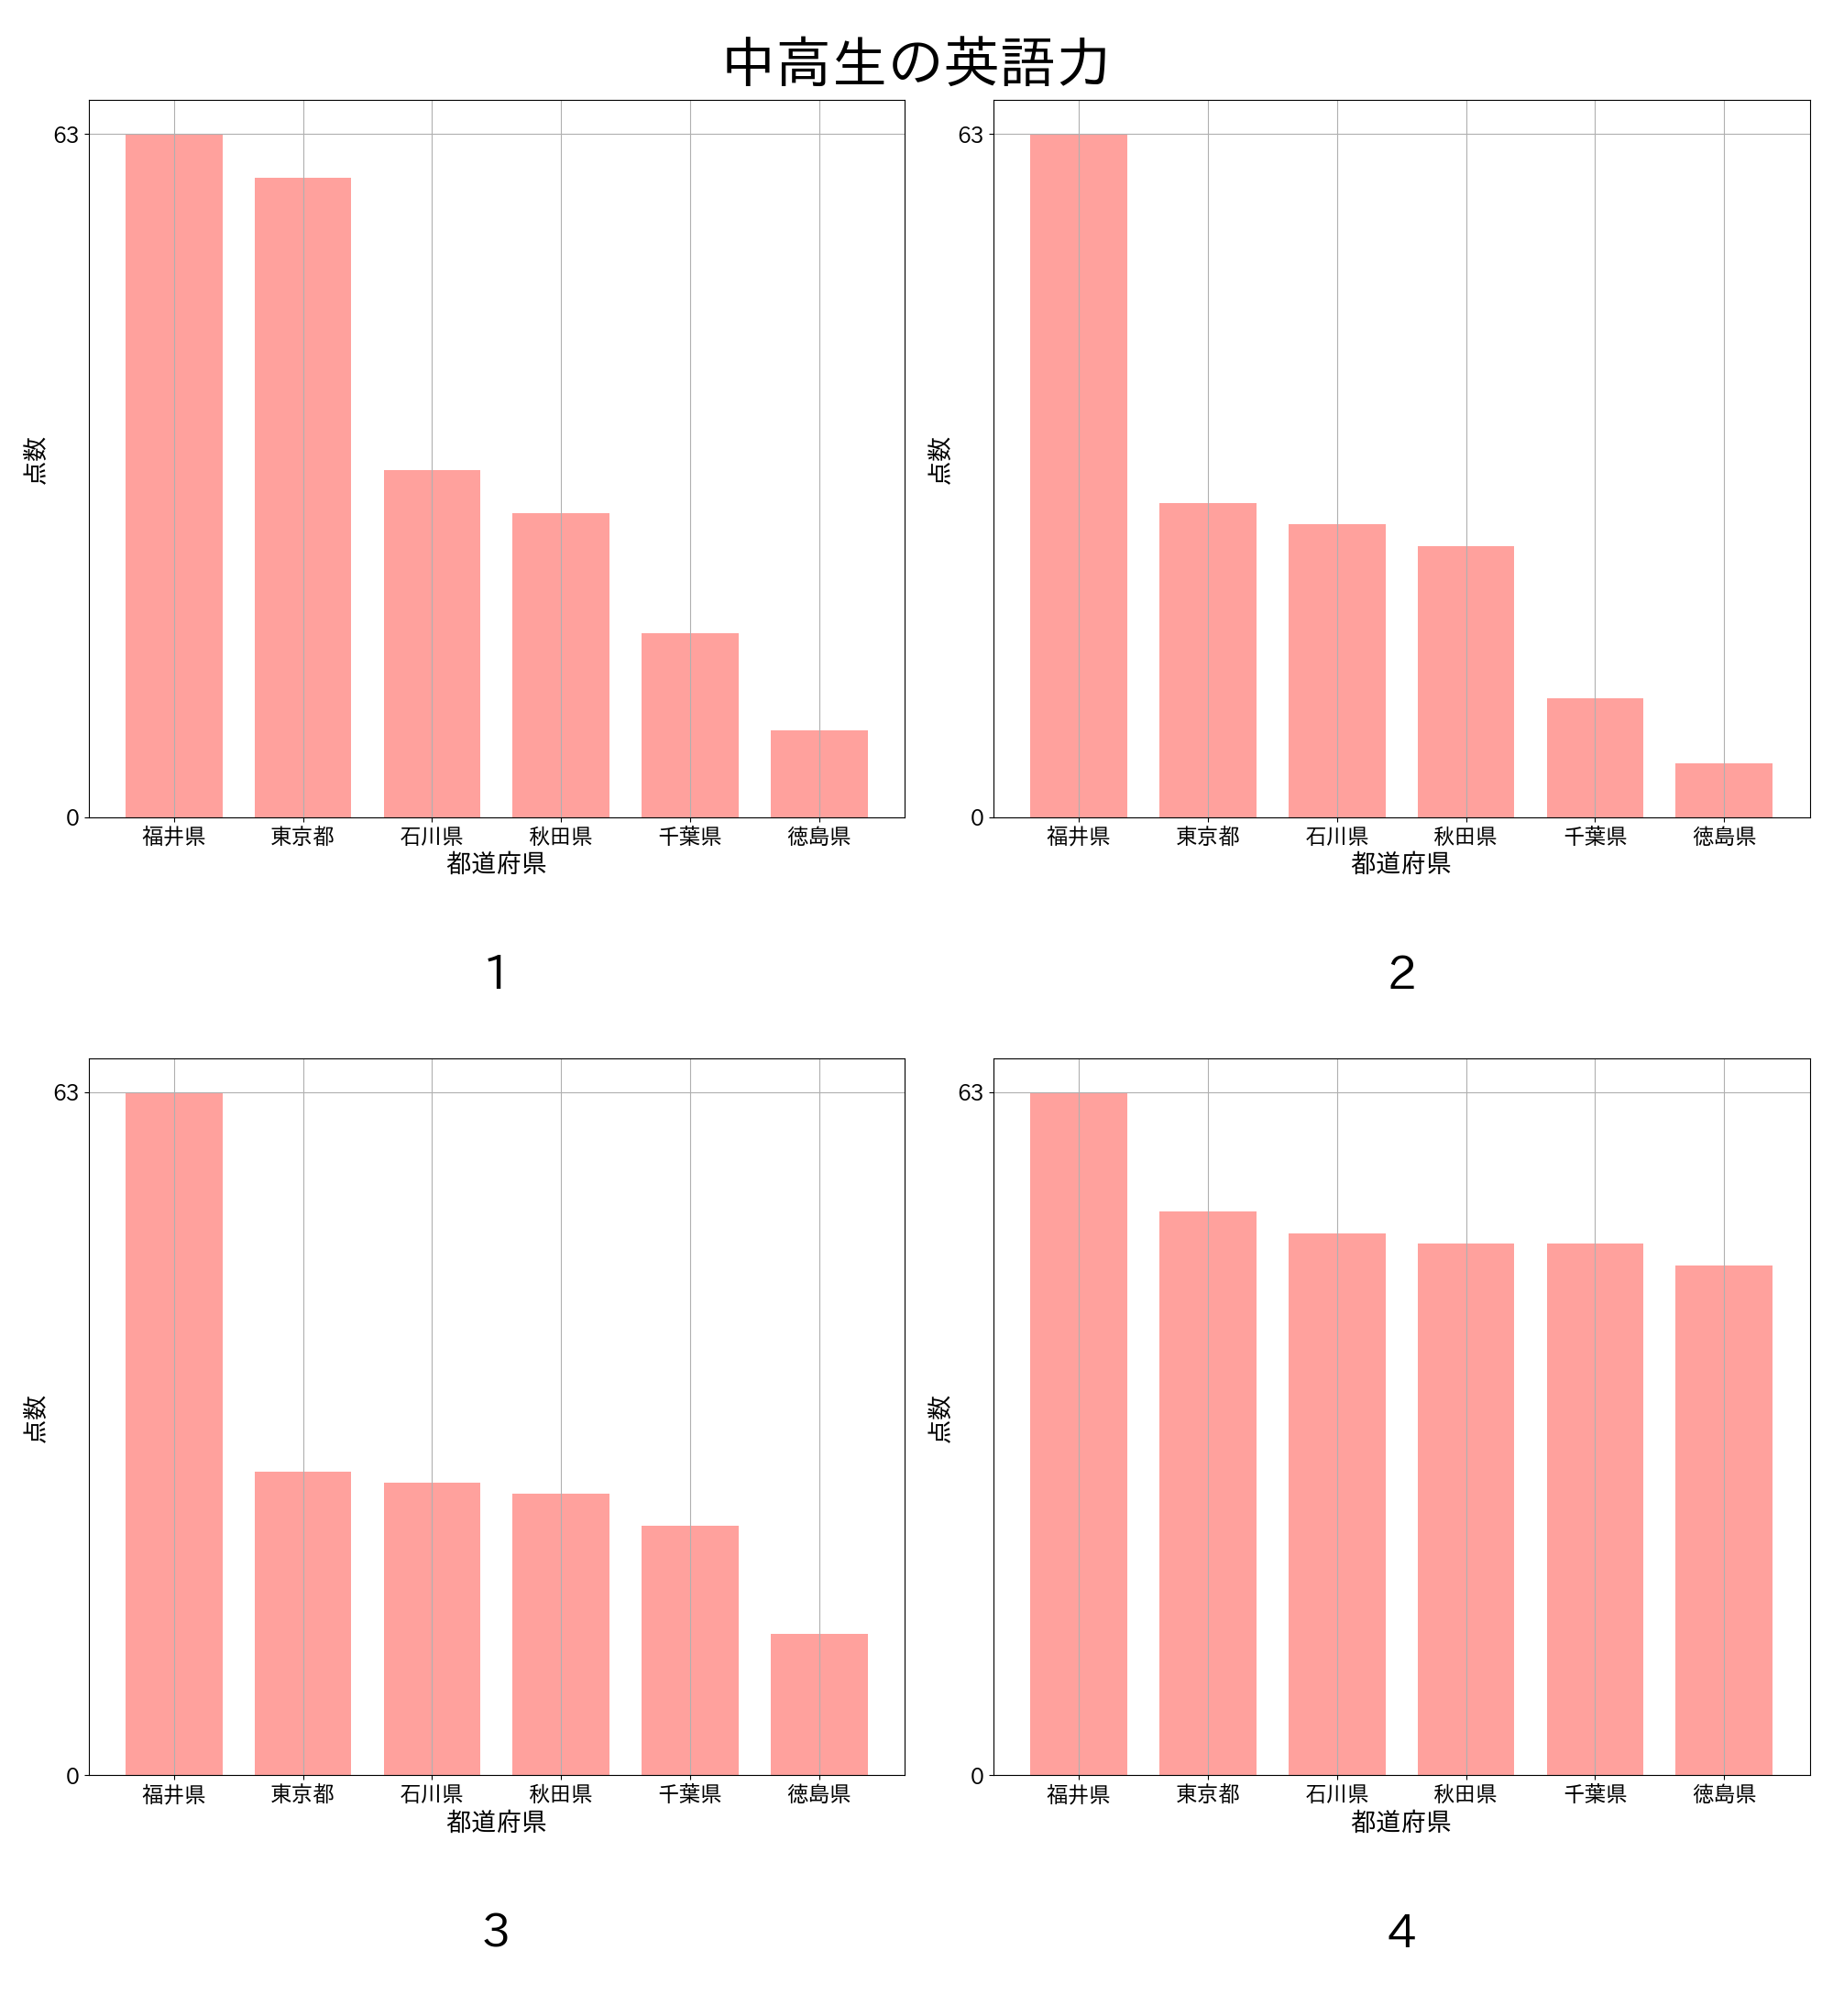 中高生の英語力
63
0
点数
福井県 東京都 石川県 秋田県 千葉県 徳島県
都道府県
1
63
0
点数
福井県 東京都 石川県 秋田県 千葉県 徳島県
都道府県
2
63
0
点数
福井県 東京都 石川県 秋田県 千葉県 徳島県
都道府県
3
63
0
点数
福井県 東京都 石川県 秋田県 千葉県 徳島県
都道府県
4